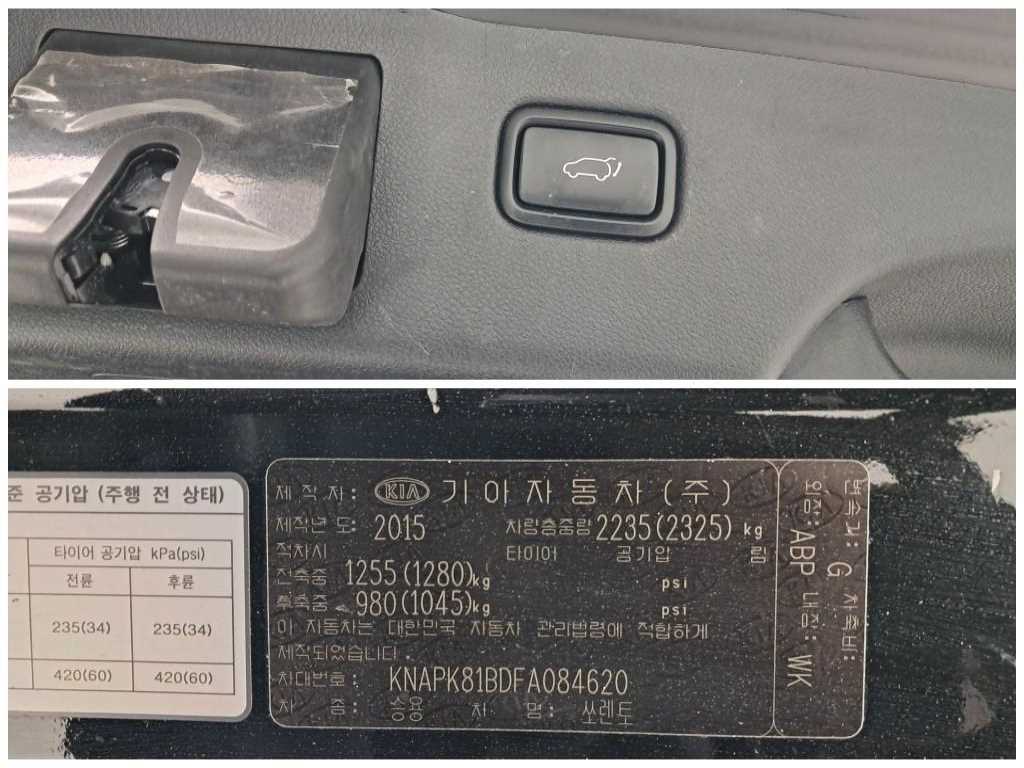 준 공기압 (주행 전 상태)
타이어 공기압 kPa(psi)
전륜 후륜
235(34) 235(34)
420(60) 420(60)
제 작 자: KIA 기아자동차(주)
제작년 도: 2015 차량총중량 2235(2325) kg
적차시 타이어 공기압 림
전축중 1255(1280)kg psi
후축중 980(1045)kg psi
이 자동차는 대한민국 자동차 관리법령에 적합하게
제작되었습니다.
차대번호: KNAPK81BDFA084620
차 종: 승용 차 명: 쏘렌토
변속기: G 차축비:
외장: ABP 내장: WK